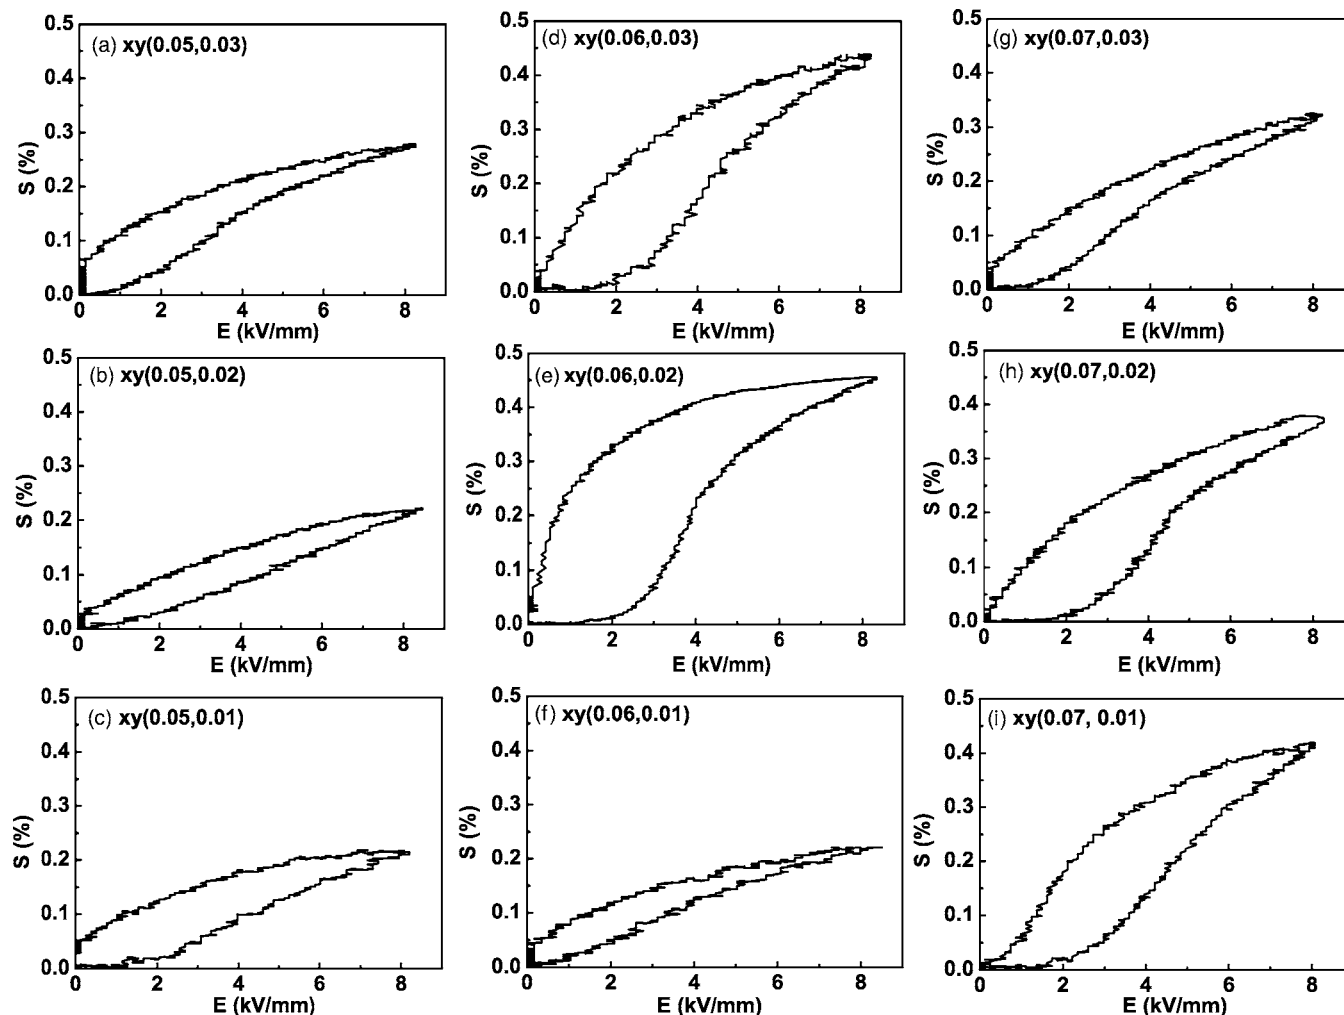 0.5
(a) xy(0.05,0.03)
0.4
0.3
S (%)
0.2
0.1
0.0
0 2 4 6 8
E (kV/mm)
0.5
(d) xy(0.06,0.03)
0.4
0.3
S (%)
0.2
0.1
0.0
0 2 4 6 8
E (kV/mm)
0.5
(g) xy(0.07,0.03)
0.4
0.3
S (%)
0.2
0.1
0.0
0 2 4 6 8
E (kV/mm)
0.5
(b) xy(0.05,0.02)
0.4
0.3
S (%)
0.2
0.1
0.0
0 2 4 6 8
E (kV/mm)
0.5
(e) xy(0.06,0.02)
0.4
0.3
S (%)
0.2
0.1
0.0
0 2 4 6 8
E (kV/mm)
0.5
(h) xy(0.07,0.02)
0.4
0.3
S (%)
0.2
0.1
0.0
0 2 4 6 8
E (kV/mm)
0.5
(c) xy(0.05,0.01)
0.4
0.3
S (%)
0.2
0.1
0.0
0 2 4 6 8
E (kV/mm)
0.5
(f) xy(0.06,0.01)
0.4
0.3
S (%)
0.2
0.1
0.0
0 2 4 6 8
E (kV/mm)
0.5
(i) xy(0.07, 0.01)
0.4
0.3
S (%)
0.2
0.1
0.0
0 2 4 6 8
E (kV/mm)